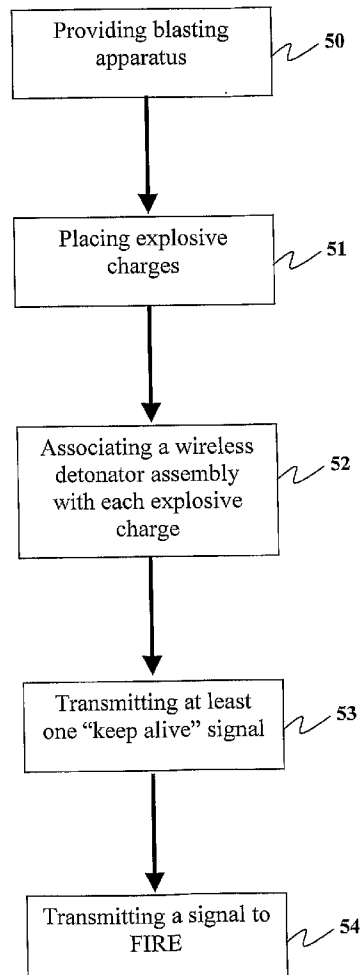 Providing blasting
apparatus
50
Placing explosive
charges
51
Associating a wireless
detonator assembly
with each explosive
charge
52
Transmitting at least
one “keep alive” signal
53
Transmitting a signal to
FIRE
54